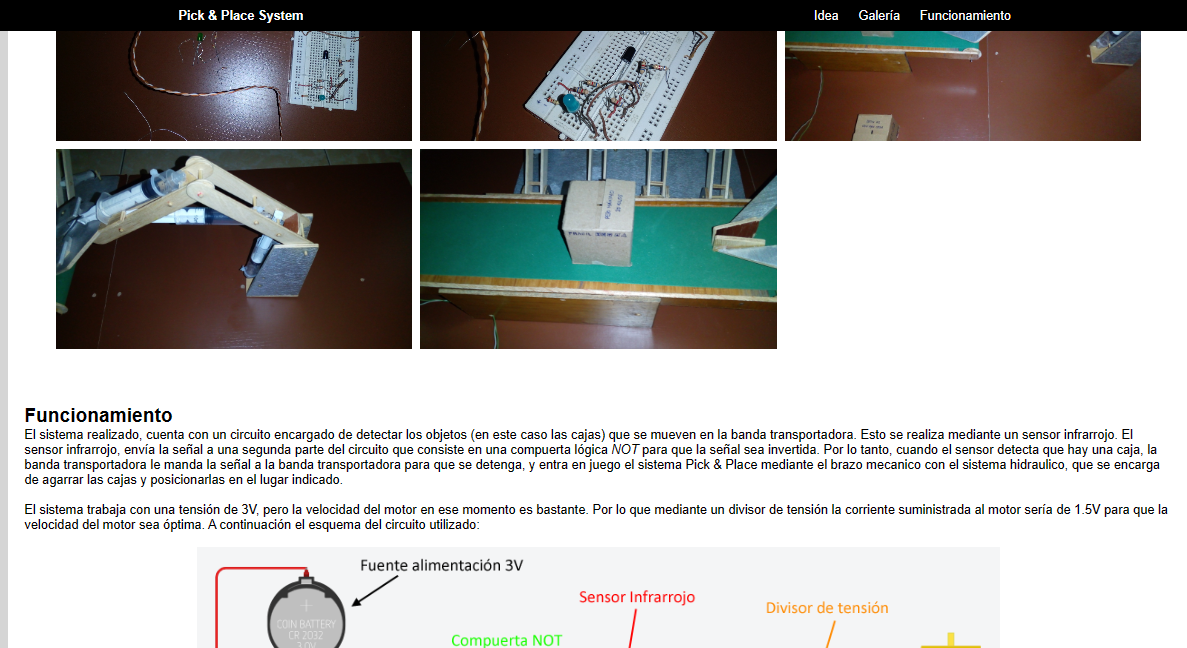 Pick & Place System
Idea Galería Funcionamiento
Funcionamiento
El sistema realizado, cuenta con un circuito encargado de detectar los objetos (en este caso las cajas) que se mueven en la banda transportadora. Esto se realiza mediante un sensor infrarrojo. El
sensor infrarrojo, envía la señal a una segunda parte del circuito que consiste en una compuerta lógica NOT para que la señal sea invertida. Por lo tanto, cuando el sensor detecta que hay una caja, la
banda transportadora le manda la señal a la banda transportadora para que se detenga, y entra en juego el sistema Pick & Place mediante el brazo mecanico con el sistema hidraulico, que se encarga
de agarrar las cajas y posicionarlas en el lugar indicado.
El sistema trabaja con una tensión de 3V, pero la velocidad del motor en ese momento es bastante. Por lo que mediante un divisor de tensión la corriente suministrada al motor sería de 1.5V para que la
velocidad del motor sea óptima. A continuación el esquema del circuito utilizado:
Fuente alimentación 3V
Sensor Infrarrojo
Divisor de tensión
COIN BATTERY
CR 2032
3.0V
Compuerta NOT